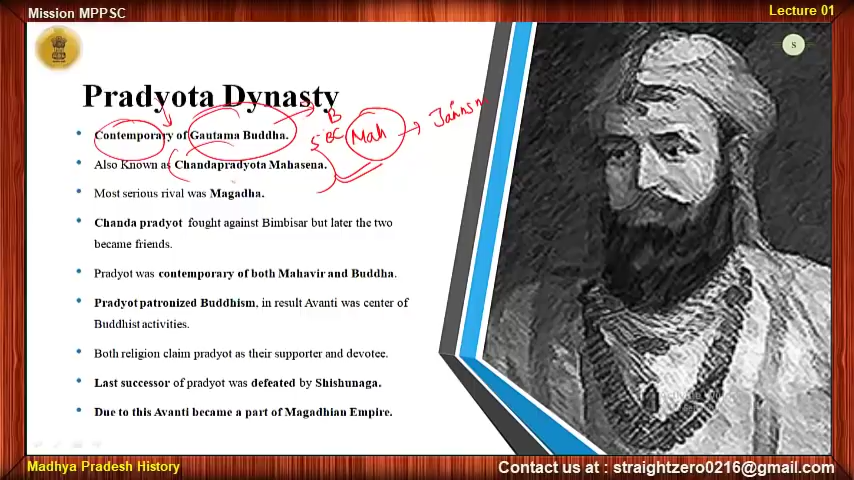 Mission MPPSC
Lecture 01
8
Pradyota Dynasty
Contemporary of Gautama Buddha.
B
5 BC
Mah
Also Known as Chandapradyota Mahasena.
Most serious rival was Magadha.
Chanda pradyot fought against Bimbisar but later the two
became friends.
Pradyot was contemporary of both Mahavir and Buddha.
Pradyot patronized Buddhism, in result Avanti was center of
Buddhist activities.
Both religion claim pradyot as their supporter and devotee.
Last successor of pradyot was defeated by Shishunaga.
Due to this Avanti became a part of Magadhian Empire.
Madhya Pradesh History
Contact us at : straightzero0216@gmail.com